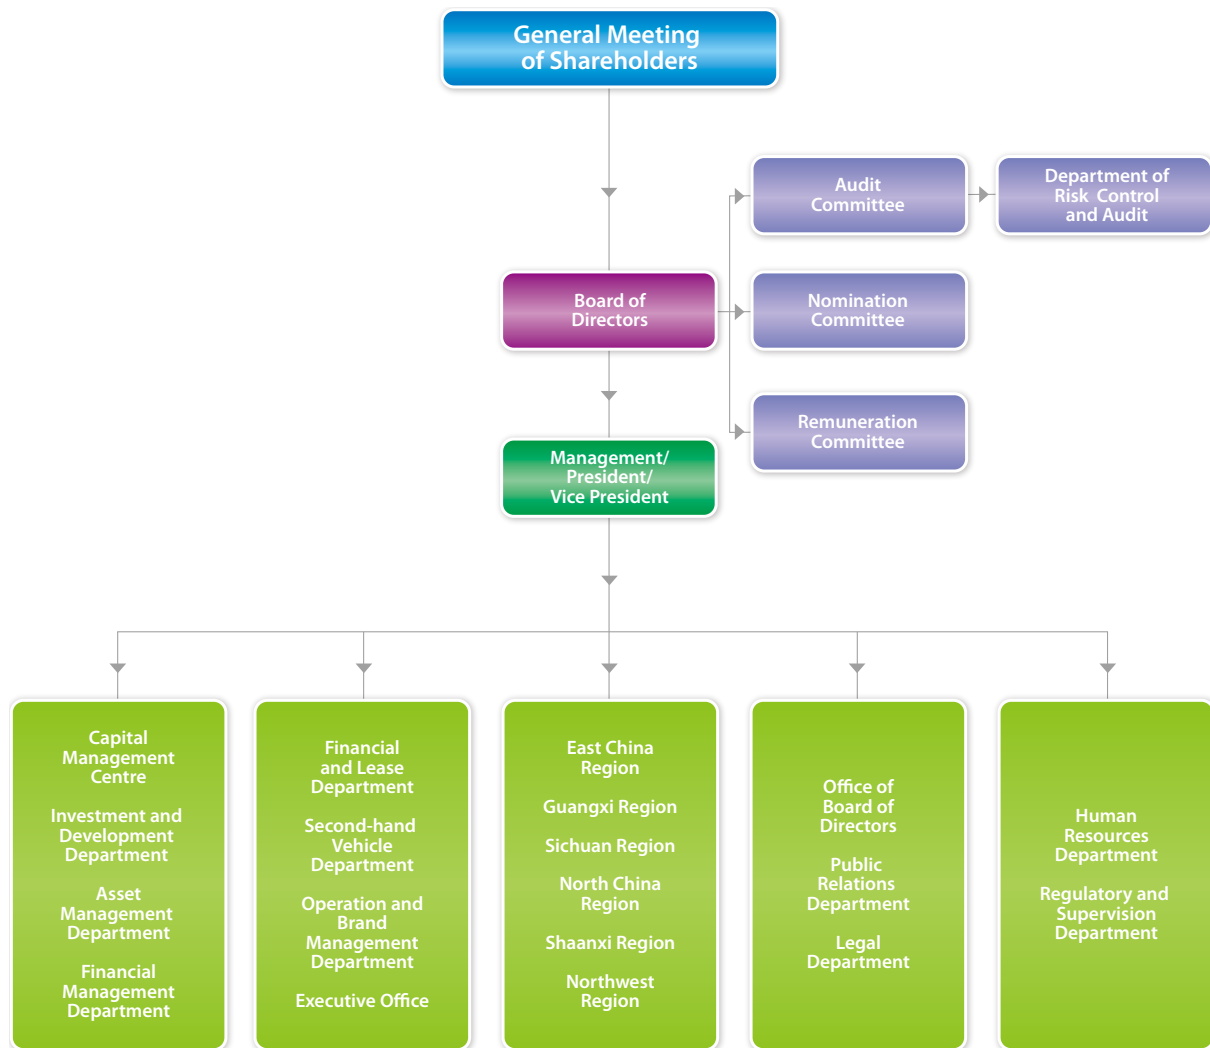 General Meeting
of Shareholders
Audit
Committee
Department of
Risk Control
and Audit
Board of
Directors
Nomination
Committee
Remuneration
Committee
Management/
President/
Vice President
Capital
Management
Centre
Investment and
Development
Department
Asset
Management
Department
Financial
Management
Department
Financial
and Lease
Department
Second-hand
Vehicle
Department
Operation and
Brand
Management
Department
Executive Office
East China
Region
Guangxi Region
Sichuan Region
North China
Region
Shaanxi Region
Northwest
Region
Office of
Board of
Directors
Public
Relations
Department
Legal
Department
Human
Resources
Department
Regulatory and
Supervision
Department